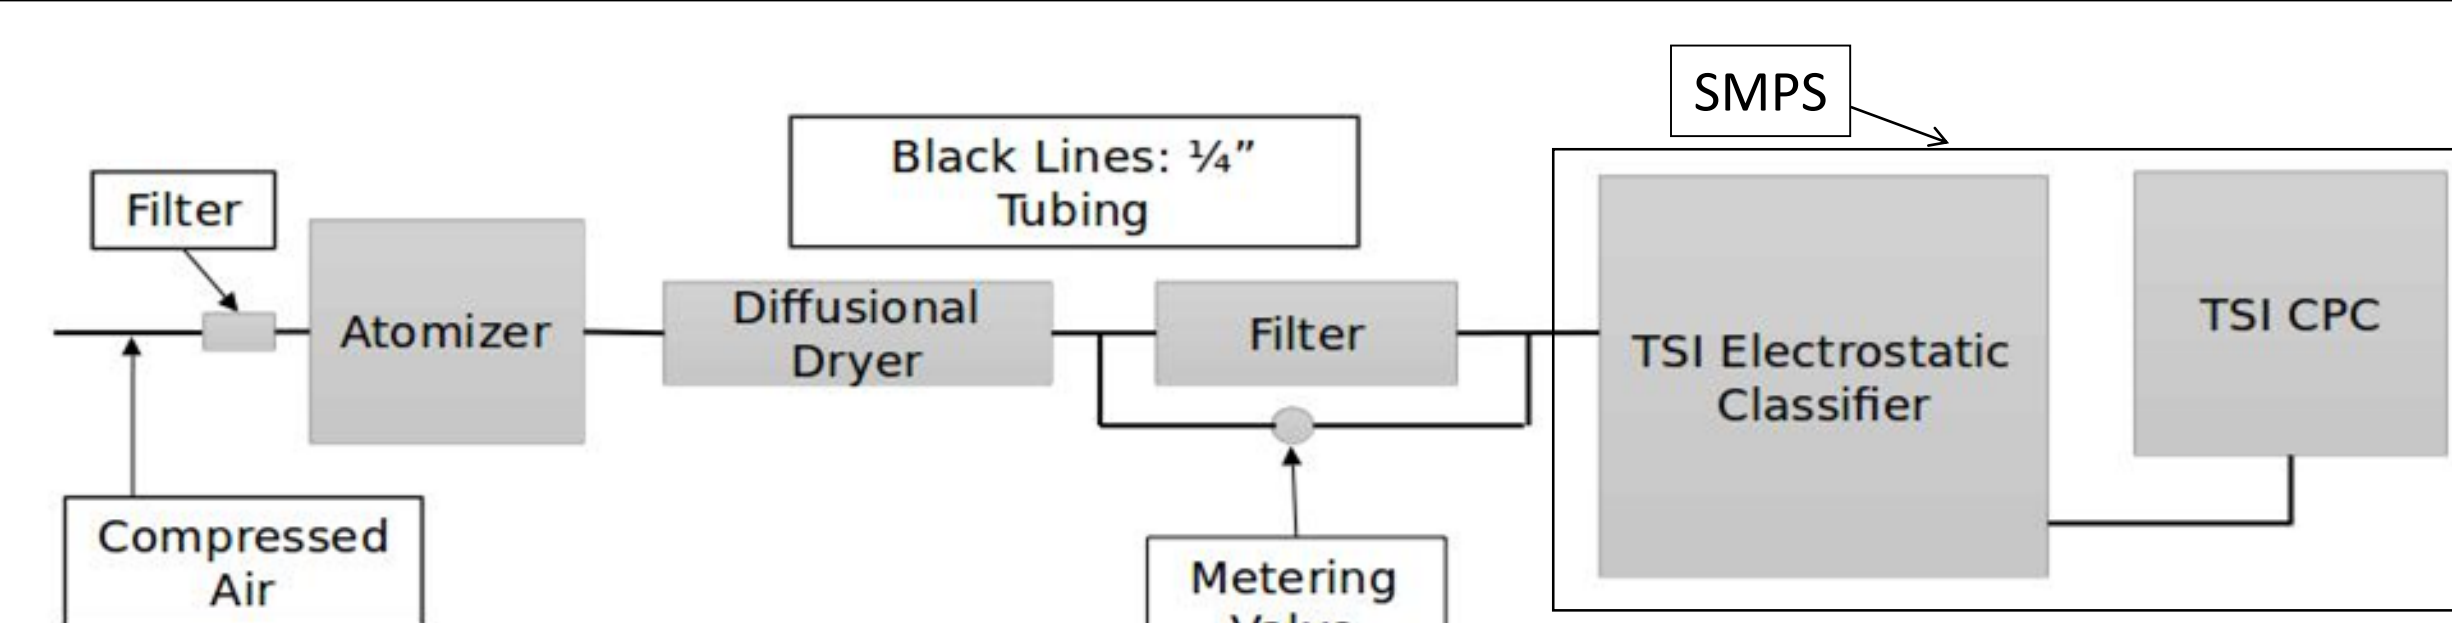 SMPS
Black Lines: ¼”
Tubing
Filter
Atomizer
Diffusional
Dryer
Filter
TSI Electrostatic
Classifier
TSI CPC
Compressed
Air
Metering
Valve